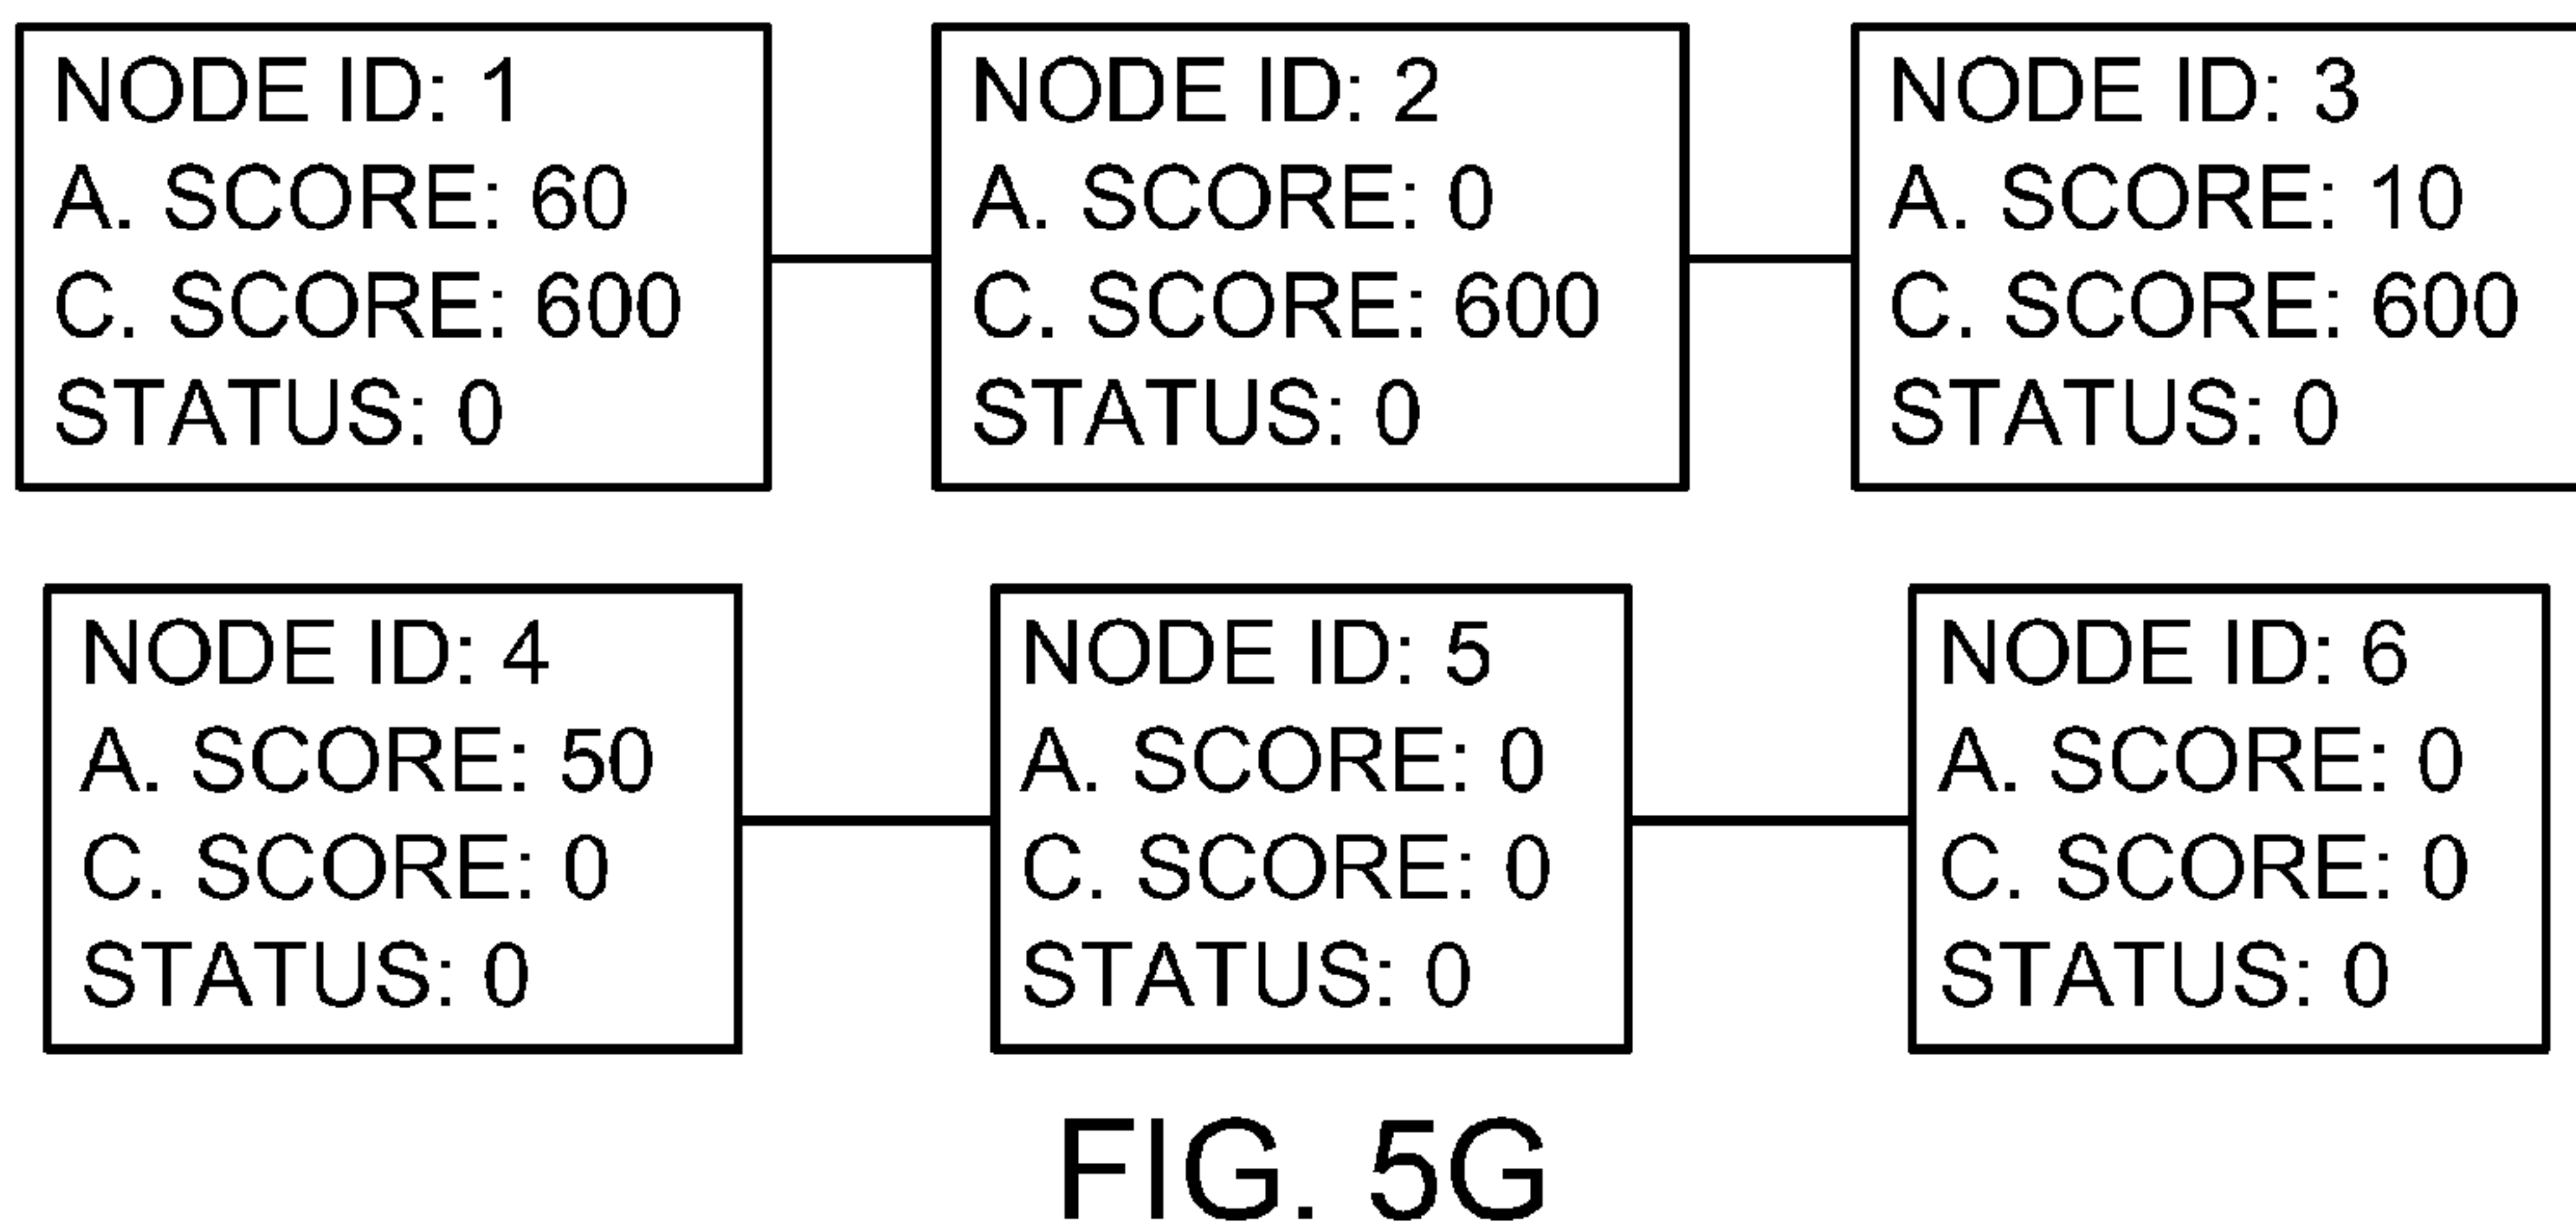 NODE ID: 1
A. SCORE: 60
C. SCORE: 600
STATUS: 0
NODE ID: 2
A. SCORE: 0
C. SCORE: 600
STATUS: 0
NODE ID: 3
A. SCORE: 10
C. SCORE: 600
STATUS: 0
NODE ID: 4
A. SCORE: 50
C. SCORE: 0
STATUS: 0
NODE ID: 5
A. SCORE: 0
C. SCORE: 0
STATUS: 0
NODE ID: 6
A. SCORE: 0
C. SCORE: 0
STATUS: 0
FIG. 5G